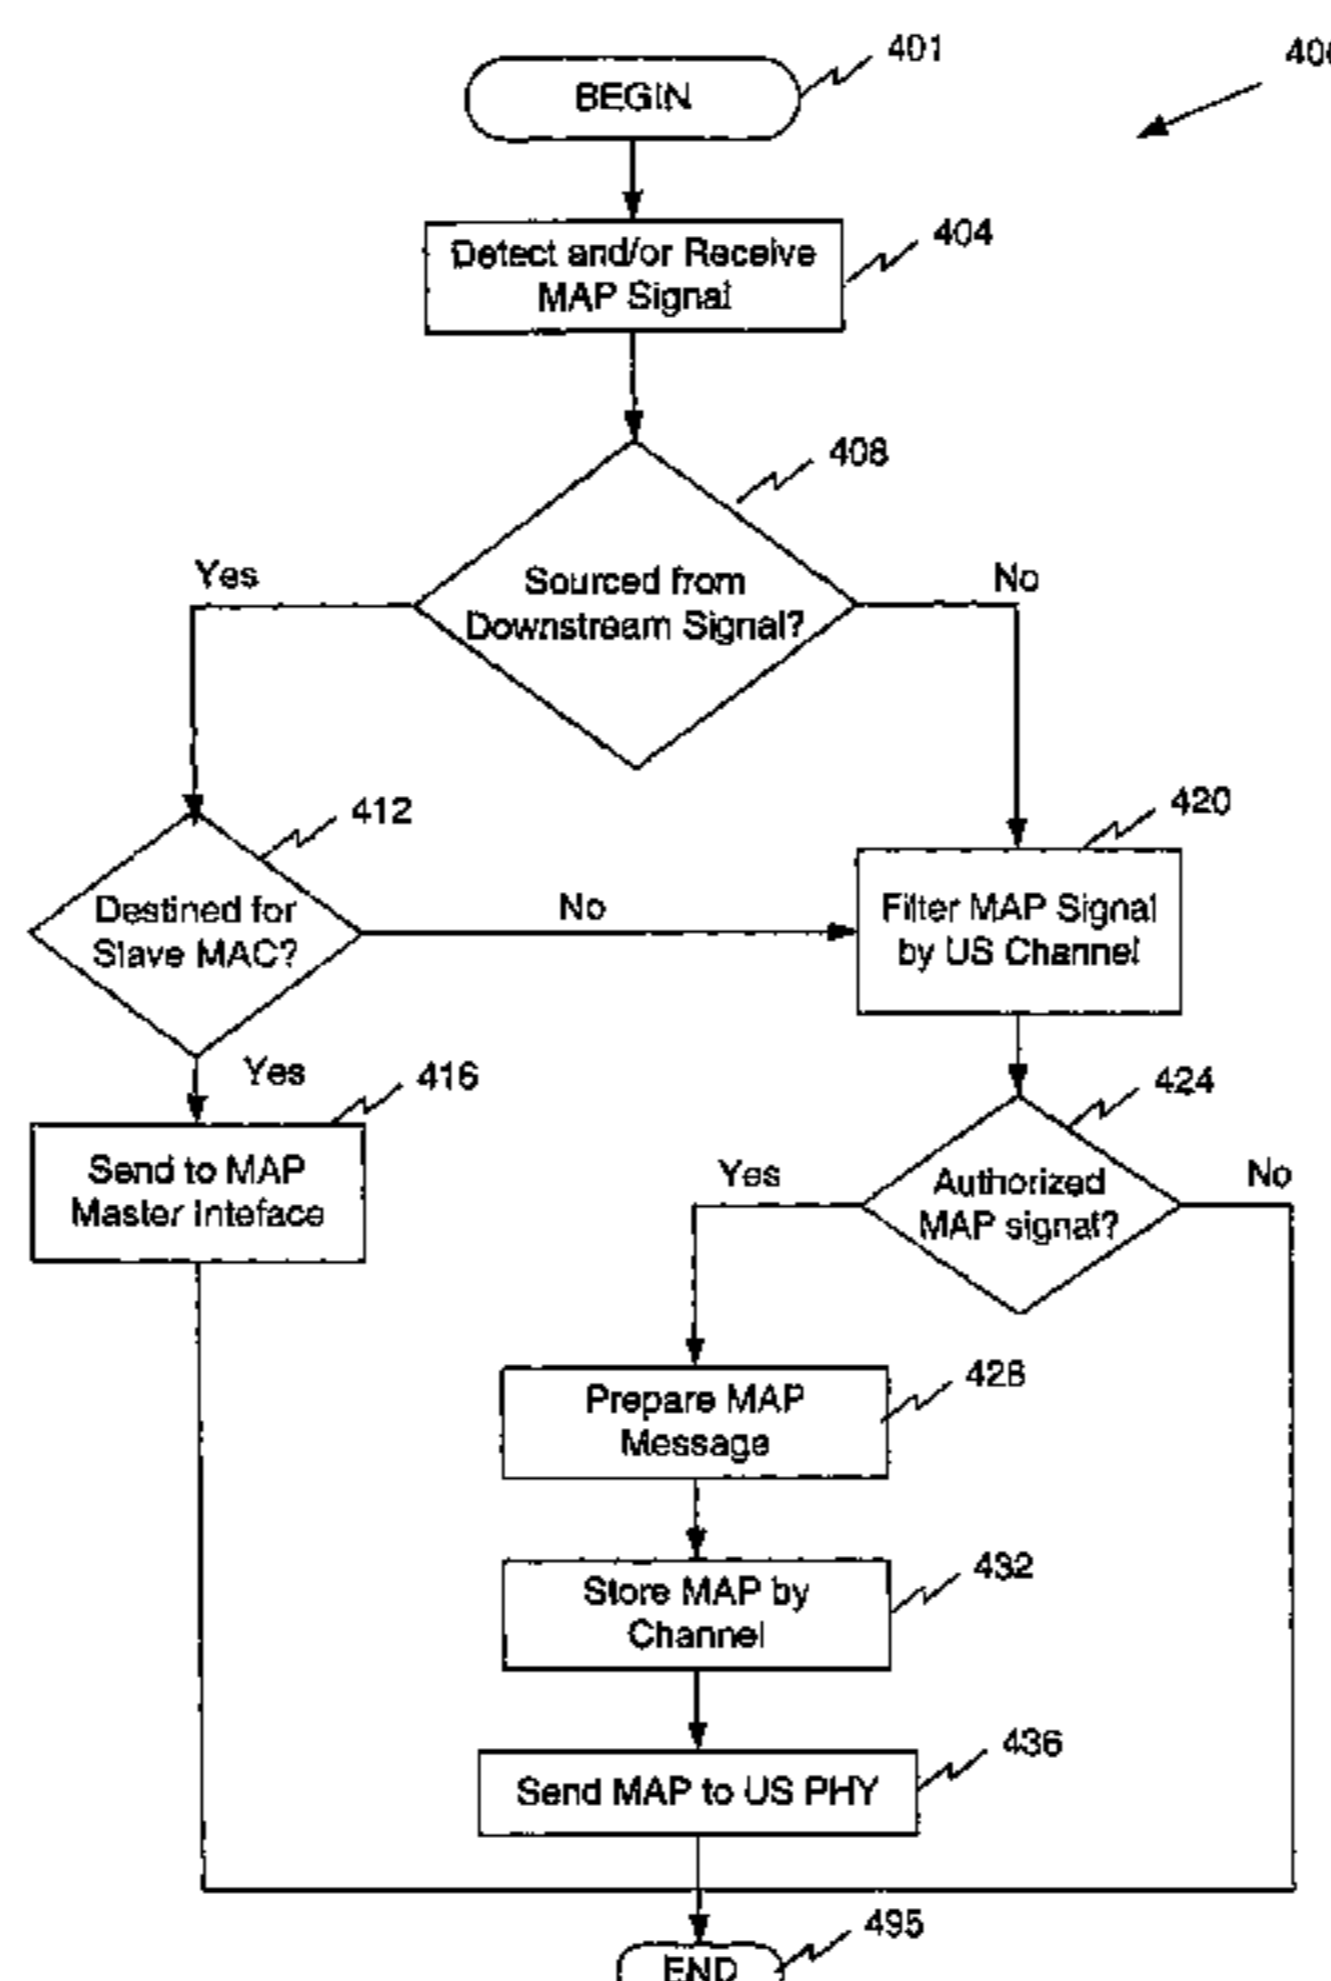 BEGIN
401
Detect and/or Receive
MAP Signal
404
408
Sourced from
Downstream Signal?
Yes
No
412
Destined for
Slave MAC?
No
420
Filter MAP Signal
by US Channel
Yes
416
Send to MAP
Master Inteface
424
Authorized
MAP signal?
Yes
No
428
Prepare MAP
Message
432
Store MAP by
Channel
436
Send MAP to US PHY
495
END